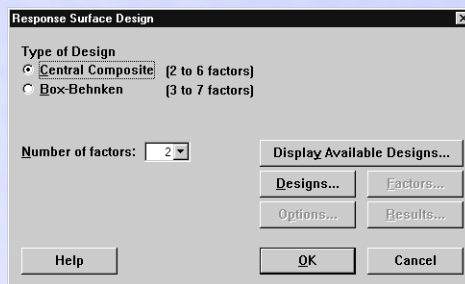 Response Surface Design
Type of Design
Central Composite (2 to 6 factors)
Box-Behnken (3 to 7 factors)
Number of factors: 2
Display Available Designs...
Designs... Factors...
Options... Results...
Help OK Cancel